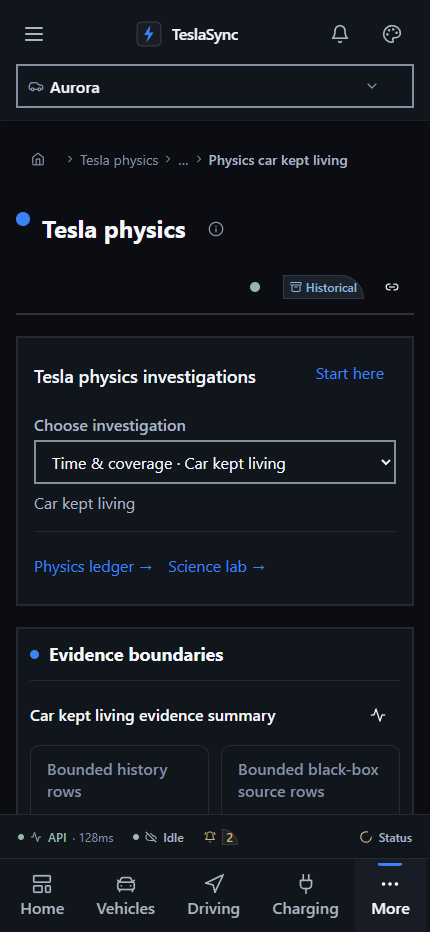 TeslaSync
Aurora
Tesla physics
...
Physics car kept living
Tesla physics
Historical
Tesla physics investigations
Start here
Choose investigation
Time & coverage · Car kept living
Car kept living
Physics ledger →
Science lab →
Evidence boundaries
Car kept living evidence summary
Bounded history
rows
Bounded black-box
source rows
API · 128ms
Idle
2
Status
Home
Vehicles
Driving
Charging
More